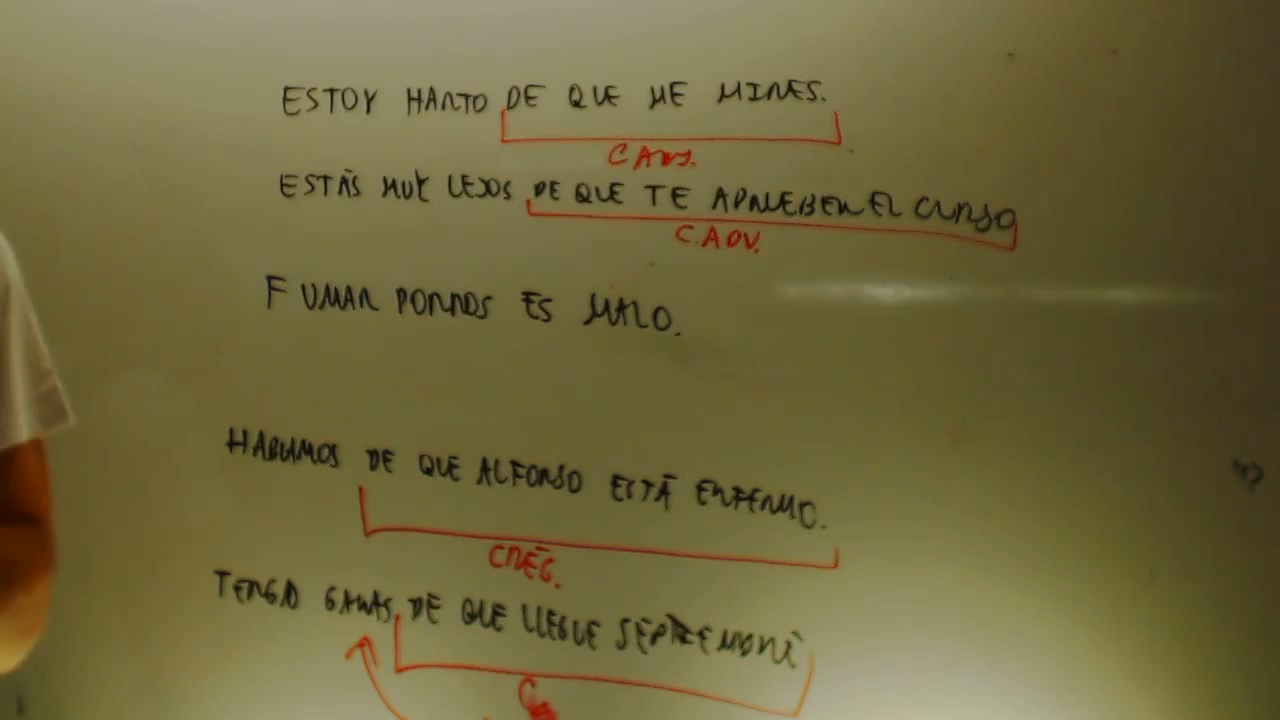 ESTOY HARTO DE QUE ME MIRES.
C ADJ.
ESTÁS MUY LEJOS DE QUE TE APRUEBEN EL CURSO
C. ADV.
FUMAR PORROS ES MALO.
HABLAMOS DE QUE ALFONSO ESTÁ ENFERMO.
CRÉG.
TENGO GANAS DE QUE LLEGUE SEPTIEMBRE